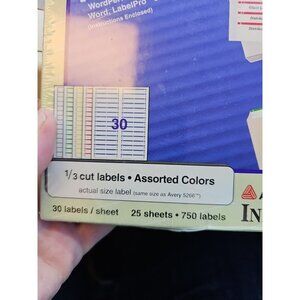 WordPerf
Word, LabelPro
(Instructions Enclosed)
30
1/3 cut labels • Assorted Colors
actual size label (same size as Avery 5266™)
30 labels / sheet 25 sheets • 750 labels
A
IN